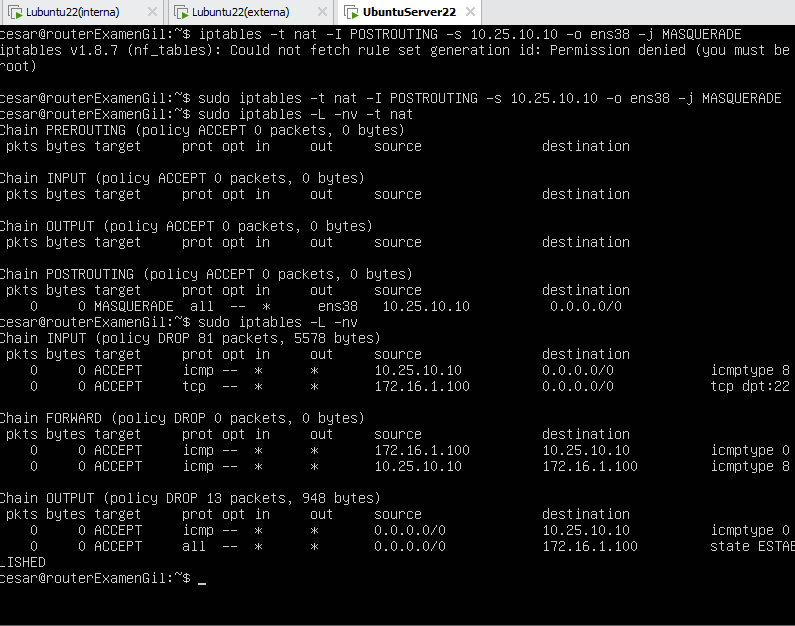 Lubuntu22(interna) Lubuntu22(externa) UbuntuServer22
cesar@routerExamenGil:~$ iptables -t nat -I POSTROUTING -s 10.25.10.10 -o ens38 -j MASQUERADE
iptables v1.8.7 (nf_tables): Could not fetch rule set generation id: Permission denied (you must be
root)
cesar@routerExamenGil:~$ sudo iptables -t nat -I POSTROUTING -s 10.25.10.10 -o ens38 -j MASQUERADE
cesar@routerExamenGil:~$ sudo iptables -L -nv -t nat
Chain PREROUTING (policy ACCEPT 0 packets, 0 bytes)
pkts bytes target prot opt in out source destination
Chain INPUT (policy ACCEPT 0 packets, 0 bytes)
pkts bytes target prot opt in out source destination
Chain OUTPUT (policy ACCEPT 0 packets, 0 bytes)
pkts bytes target prot opt in out source destination
Chain POSTROUTING (policy ACCEPT 0 packets, 0 bytes)
pkts bytes target prot opt in out source destination
0 0 MASQUERADE all -- * ens38 10.25.10.10 0.0.0.0/0
cesar@routerExamenGil:~$ sudo iptables -L -nv
Chain INPUT (policy DROP 81 packets, 5578 bytes)
pkts bytes target prot opt in out source destination
0 0 ACCEPT icmp -- * * 10.25.10.10 0.0.0.0/0 icmptype 8
0 0 ACCEPT tcp -- * * 172.16.1.100 0.0.0.0/0 tcp dpt:22
Chain FORWARD (policy DROP 0 packets, 0 bytes)
pkts bytes target prot opt in out source destination
0 0 ACCEPT icmp -- * * 172.16.1.100 10.25.10.10 icmptype 0
0 0 ACCEPT icmp -- * * 10.25.10.10 172.16.1.100 icmptype 8
Chain OUTPUT (policy DROP 13 packets, 948 bytes)
pkts bytes target prot opt in out source destination
0 0 ACCEPT icmp -- * * 0.0.0.0/0 10.25.10.10 icmptype 0
0 0 ACCEPT all -- * * 0.0.0.0/0 172.16.1.100 state ESTAB
LISHED
cesar@routerExamenGil:~$ _